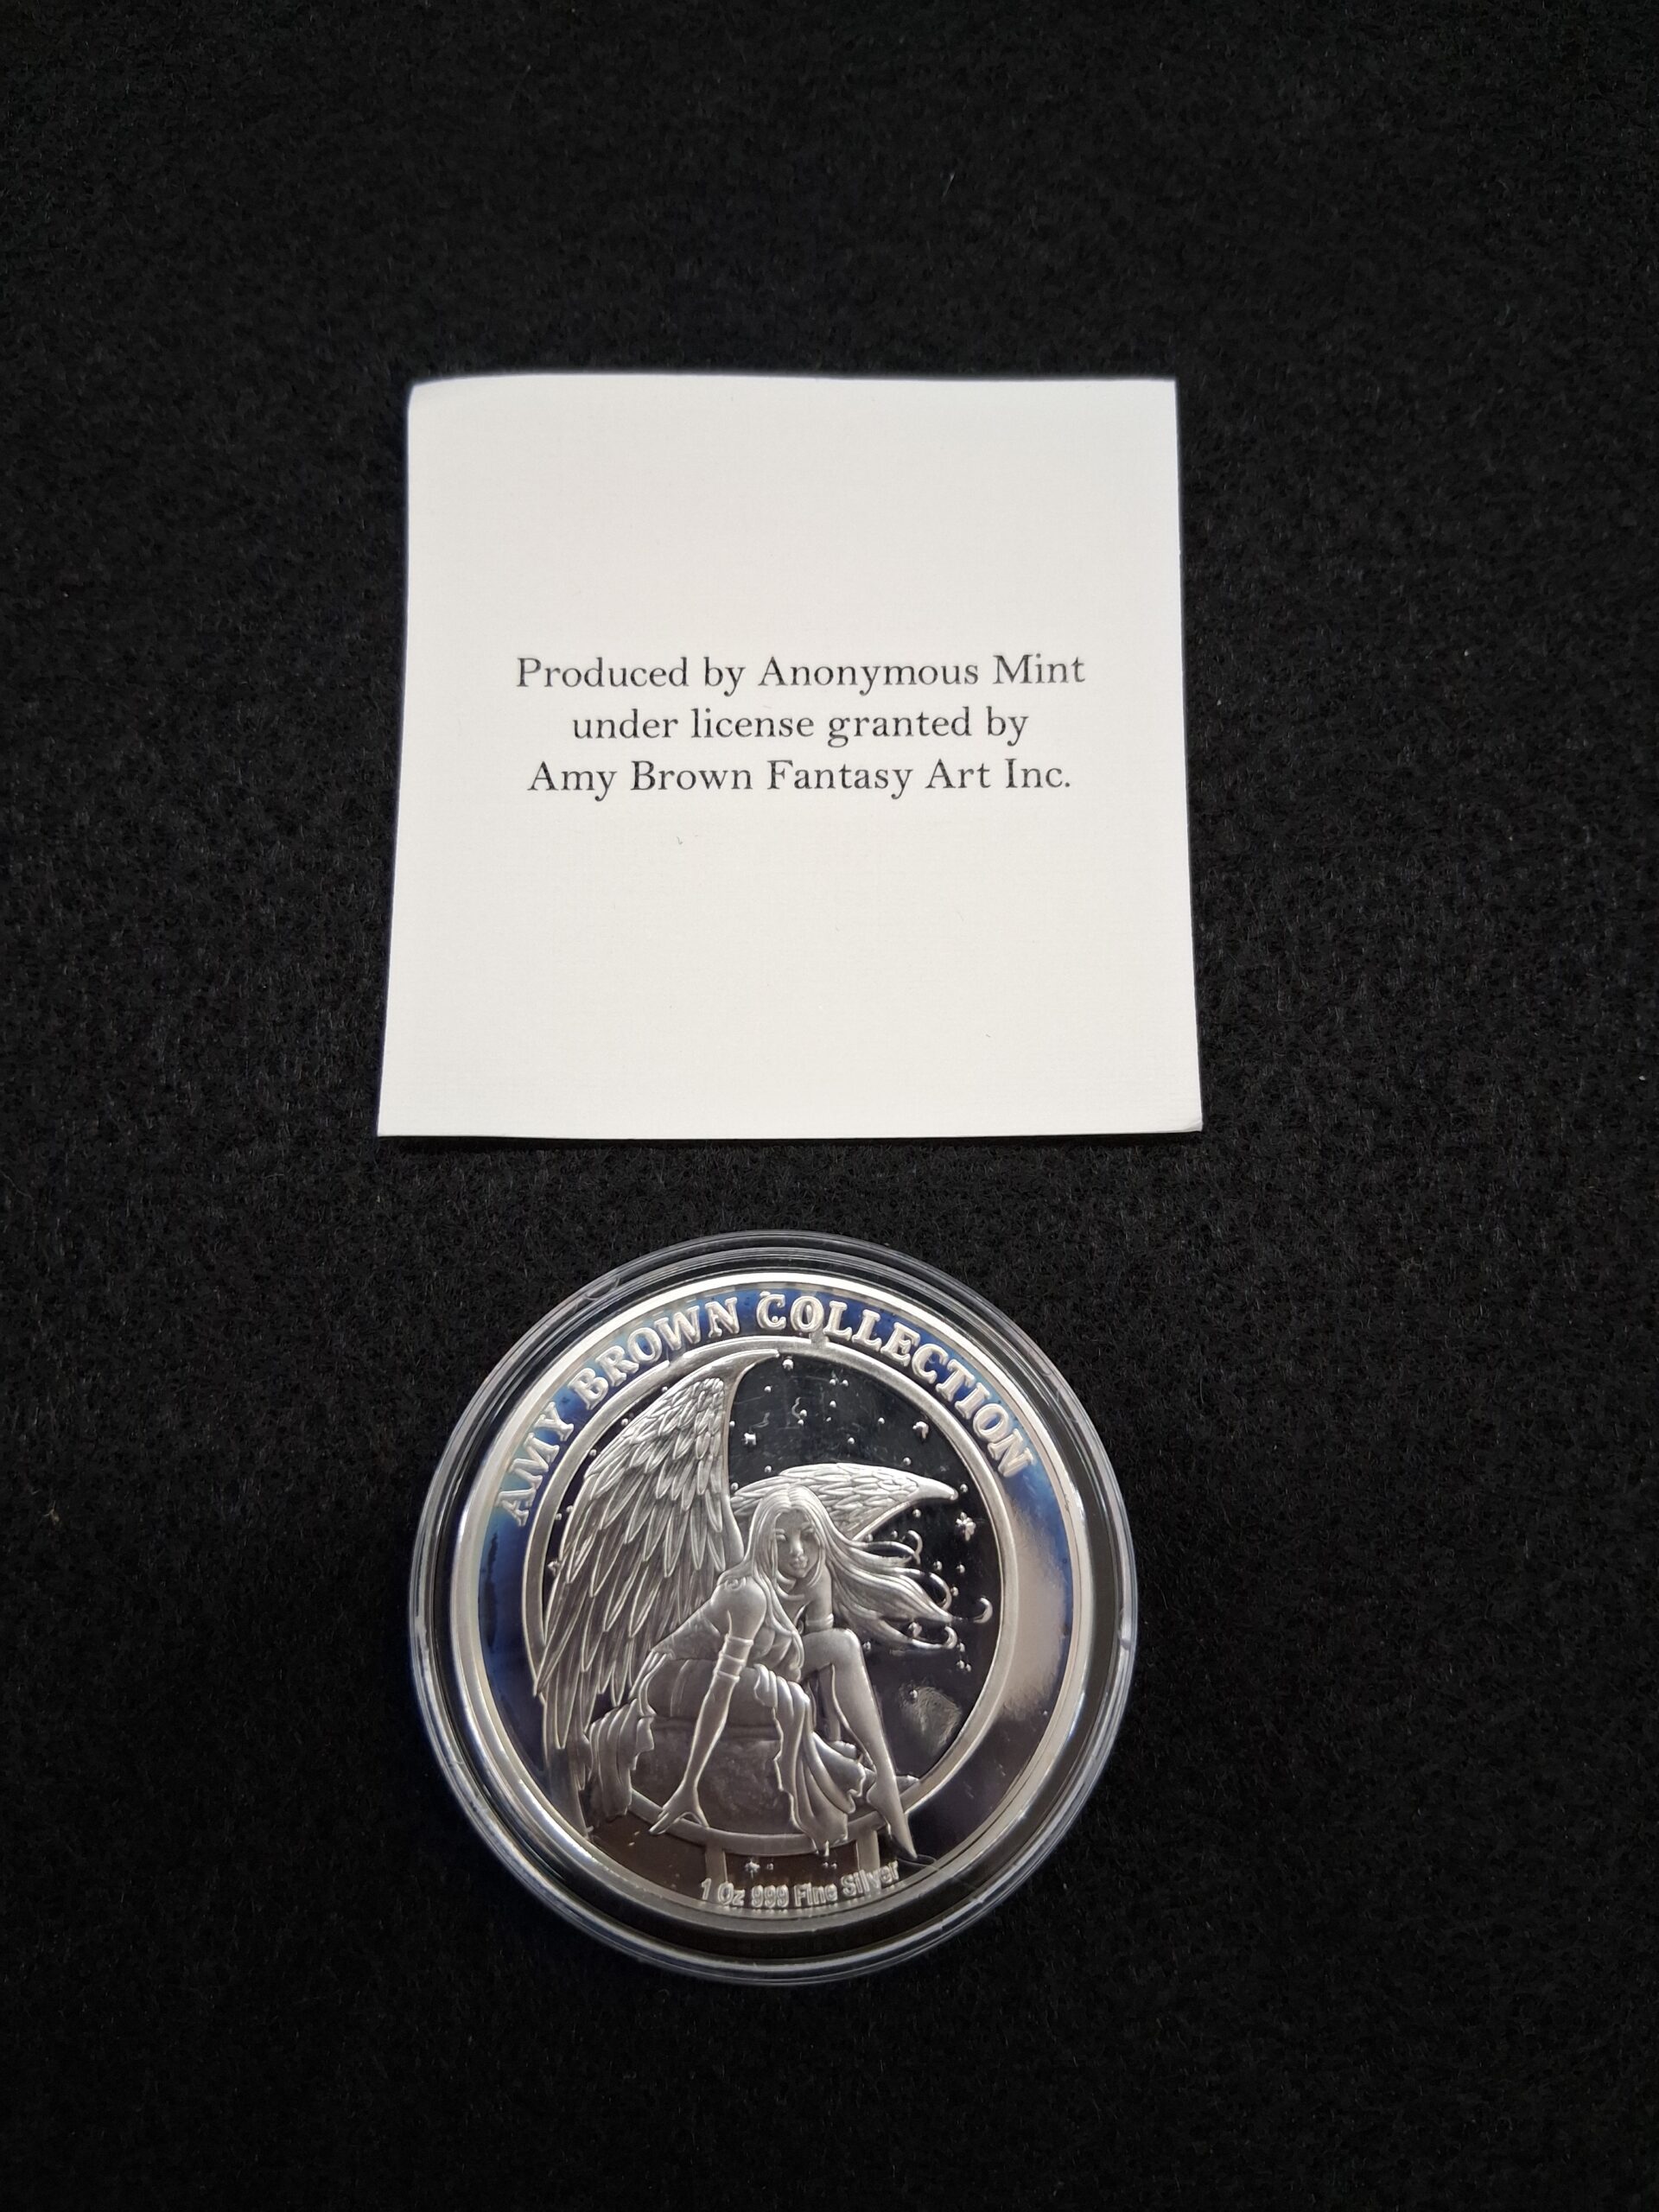 Produced by Anonymous Mint
under license granted by
Amy Brown Fantasy Art Inc.
AMY BROWN COLLECTION
1 Oz 999 Fine Silver